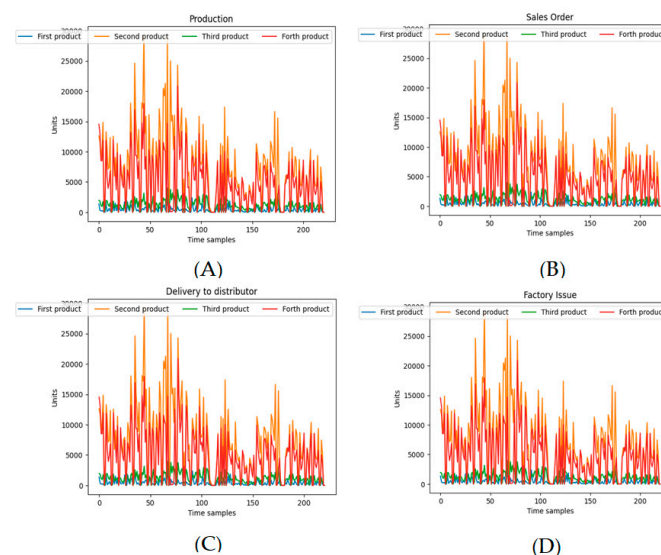 Production
30000
First product Second product Third product Forth product
25000
20000
15000
10000
5000
0
Units
0 50 100 150 200
Time samples
(A)
Sales Order
30000
First product Second product Third product Forth product
25000
20000
15000
10000
5000
0
Units
0 50 100 150 200
Time samples
(B)
Delivery to distributor
30000
First product Second product Third product Forth product
25000
20000
15000
10000
5000
0
Units
0 50 100 150 200
Time samples
(C)
Factory Issue
30000
First product Second product Third product Forth product
25000
20000
15000
10000
5000
0
Units
0 50 100 150 200
Time samples
(D)